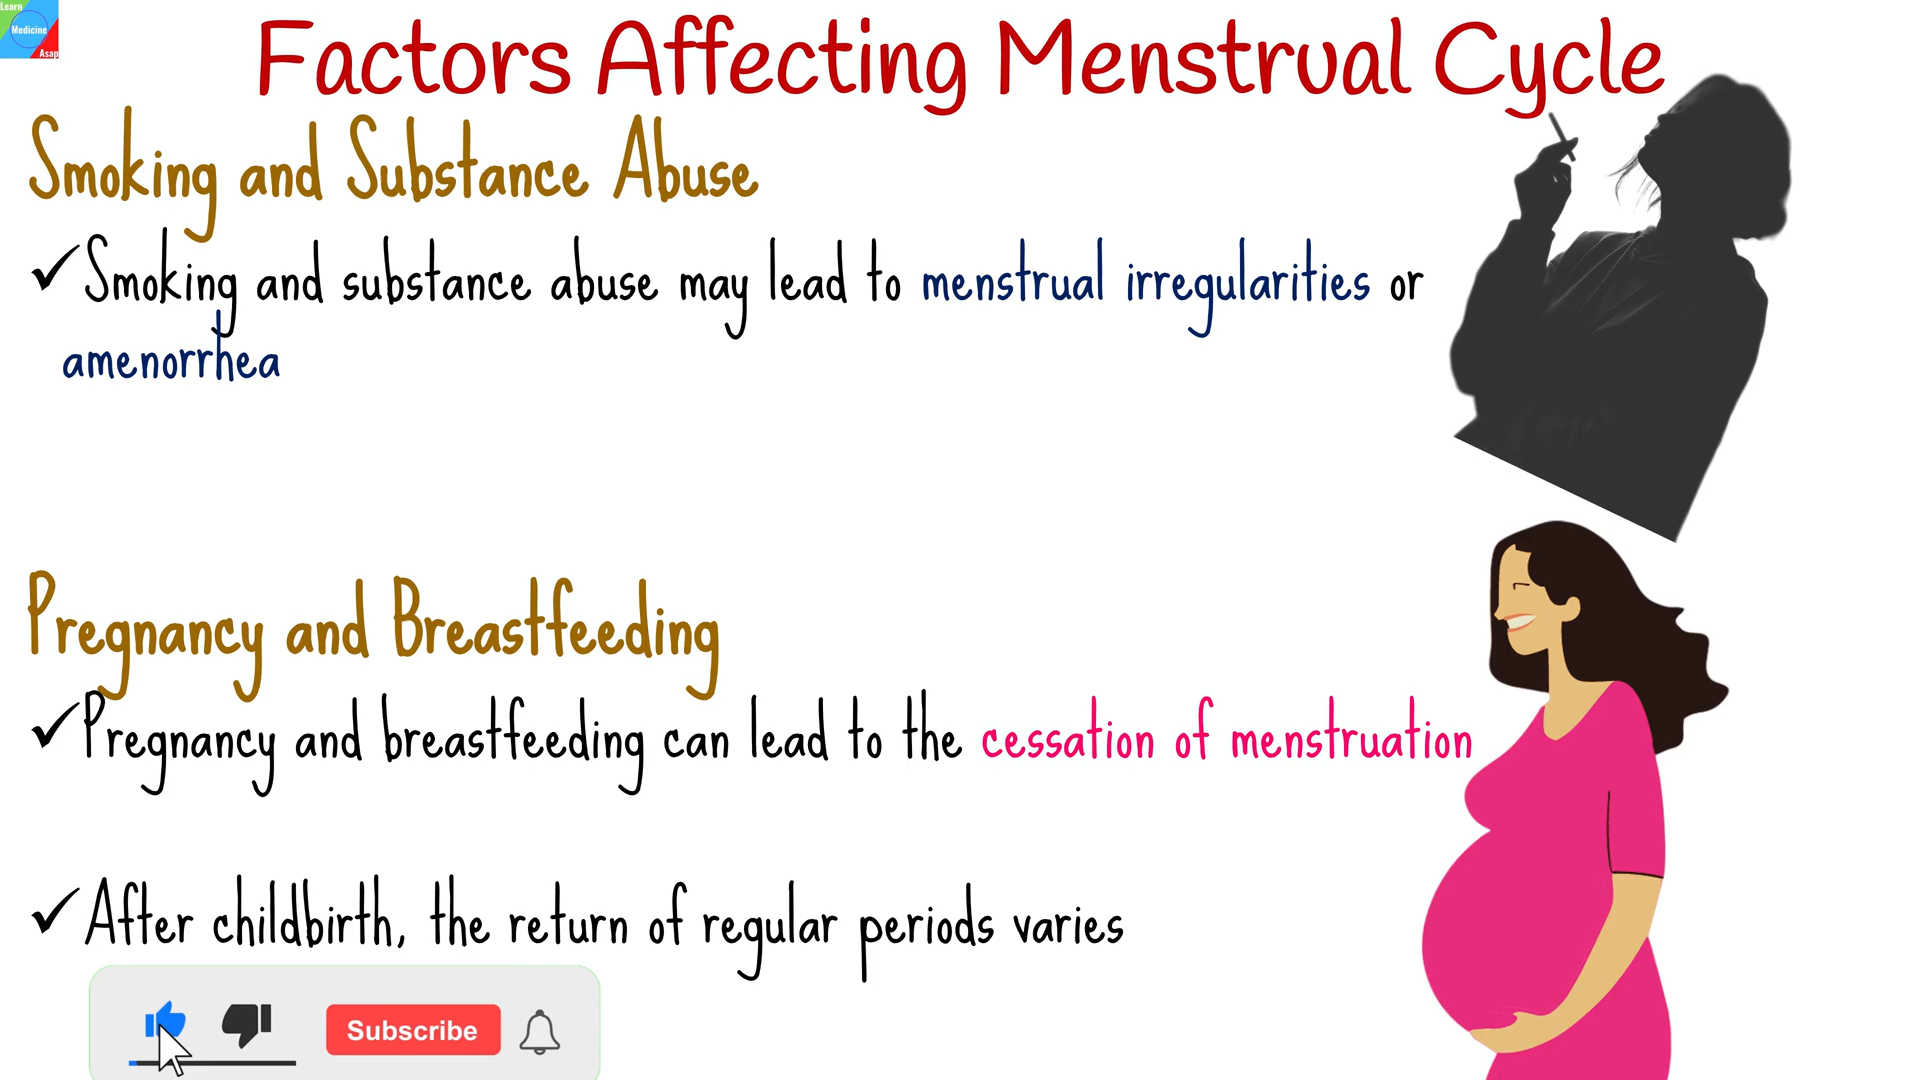 Learn
Medicine
Asap
Factors Affecting Menstrual Cycle
Smoking and Substance Abuse
✓Smoking and substance abuse may lead to menstrual irregularities or
amenorrhea
Pregnancy and Breastfeeding
✓Pregnancy and breastfeeding can lead to the cessation of menstruation
✓After childbirth, the return of regular periods varies
Subscribe